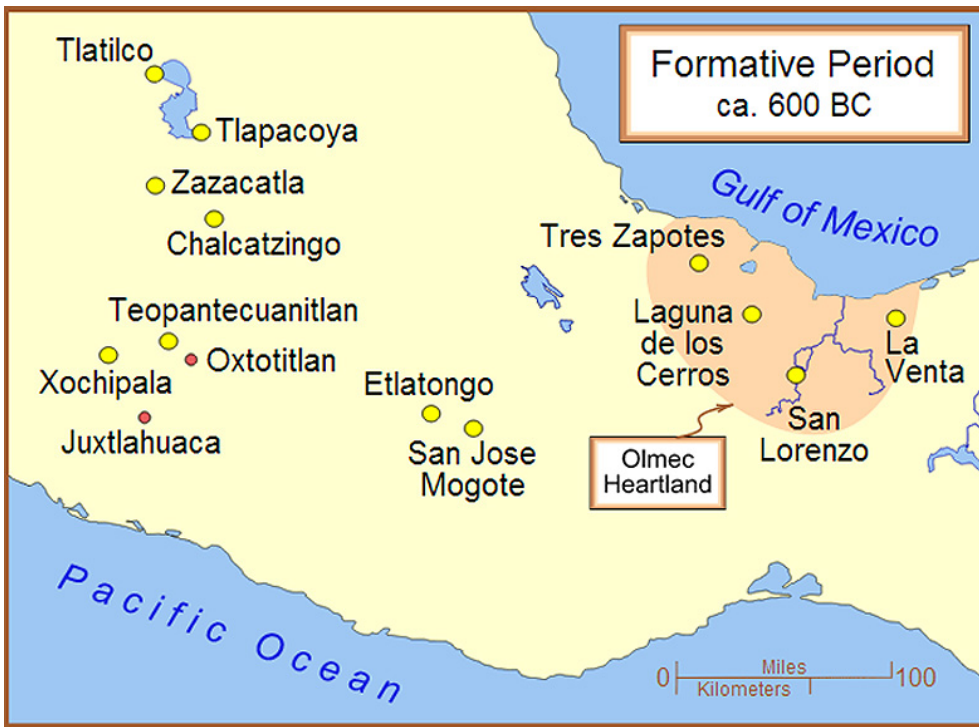 Formative Period
ca. 600 BC
Tlatilco
Tlapacoya
Zazacatla
Chalcatzingo
Gulf of Mexico
Tres Zapotes
Teopantecuanitlan
Oxtotitlan
Xochipala
Juxtlahuaca
Etlatongo
San Jose
Mogote
Laguna
de los
Cerros
La
Venta
San
Lorenzo
Olmec
Heartland
Pacific Ocean
0 Miles 100
Kilometers